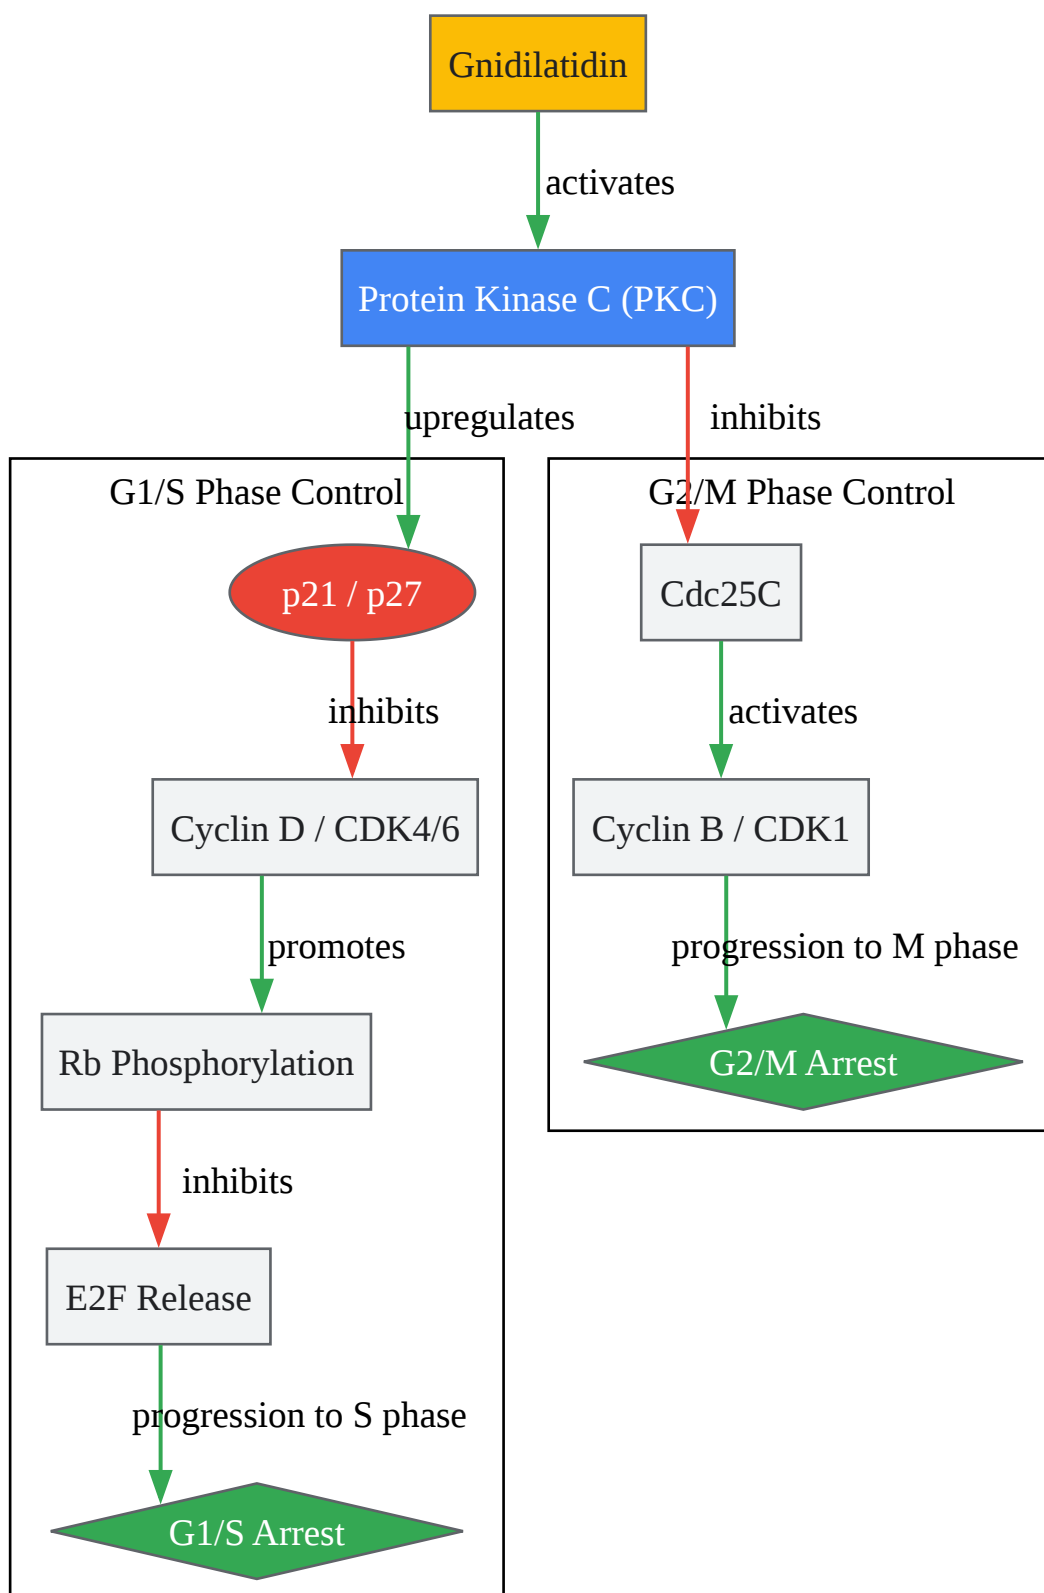 Gnidilatidin
activates
Protein Kinase C (PKC)
upregulates
inhibits
G1/S Phase Control
G2/M Phase Control
p21 / p27
Cdc25C
inhibits
activates
Cyclin D / CDK4/6
Cyclin B / CDK1
promotes
progression to M phase
Rb Phosphorylation
G2/M Arrest
inhibits
E2F Release
progression to S phase
G1/S Arrest